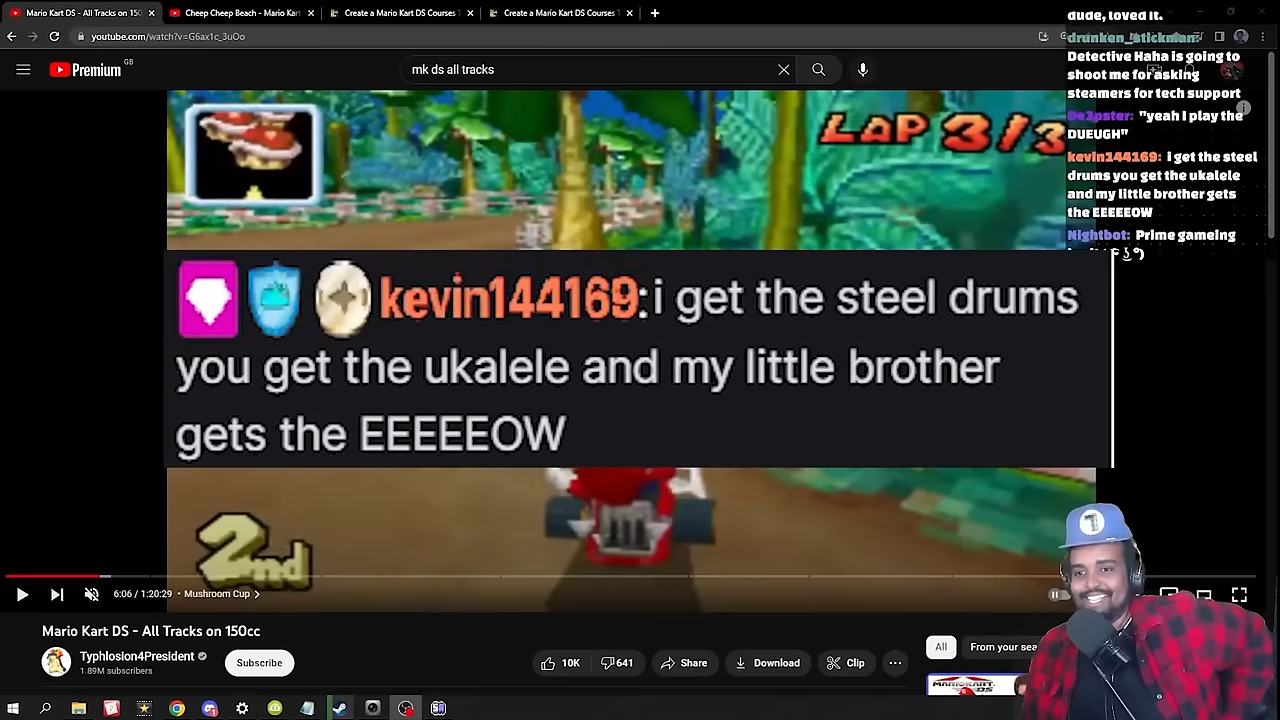 Mario Kart DS - All Tracks on 150
Cheep Cheep Beach - Mario Kart
Create a Mario Kart DS Courses T
Create a Mario Kart DS Courses T
youtube.com/watch?v=G6ax1c_3uOo
Premium GB
mk ds all tracks
dude, loved it.
drunken_stickman:
Detective Haha is going to
shoot me for asking
steamers for tech support
De3pster: "yeah I play the
DUEUGH"
kevin144169: i get the steel
drums you get the ukalele
and my little brother gets
the EEEEEOW
Nightbot: Prime gameing
LAP 3/3
kevin144169:i get the steel drums
you get the ukalele and my little brother
gets the EEEEEOW
2nd
6:06 / 1:20:29 • Mushroom Cup >
Mario Kart DS - All Tracks on 150cc
Typhlosion4President
1.89M subscribers
Subscribe
10K
641
Share
Download
Clip
All
From your sea
MARIOKART DS